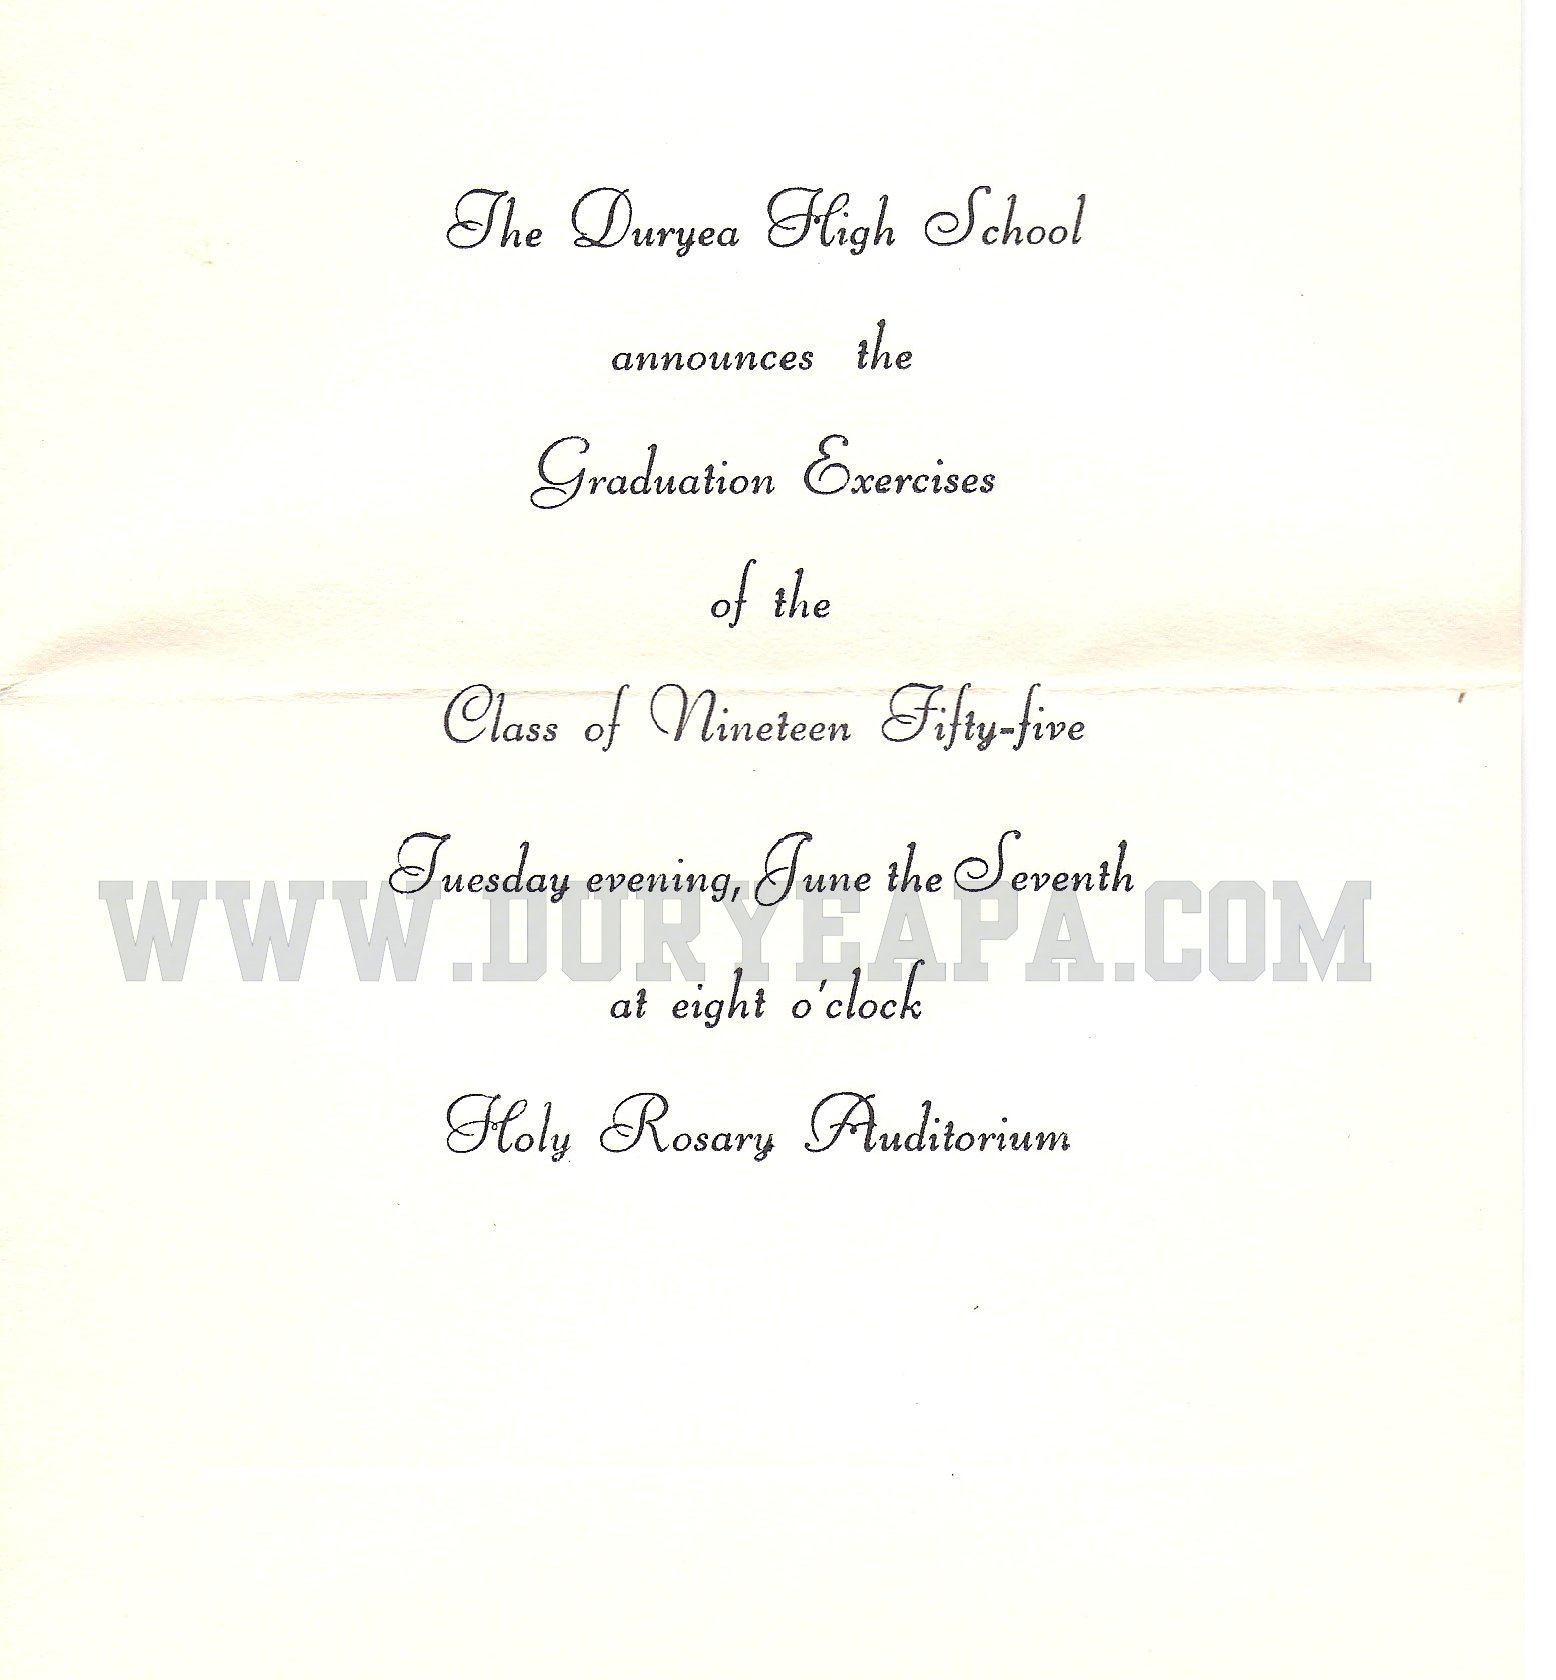 The Duryea High School
announces the
Graduation Exercises
of the
Class of Nineteen Fifty-five
Tuesday evening, June the Seventh
WWW.DURYEAPA.COM
at eight o'clock
Holy Rosary Auditorium